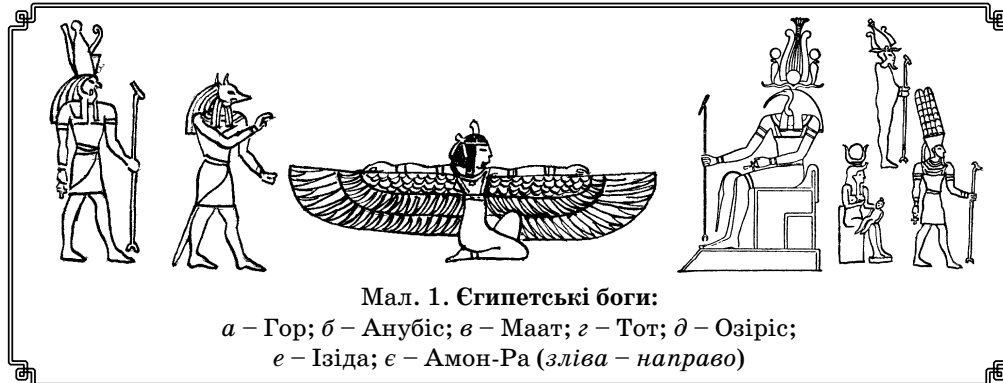 Мал. 1. Єгипетські боги:
а – Гор; б – Анубіс; в – Маат; г – Тот; д – Озіріс;
е – Ізіда; є – Амон-Ра (зліва – направо)